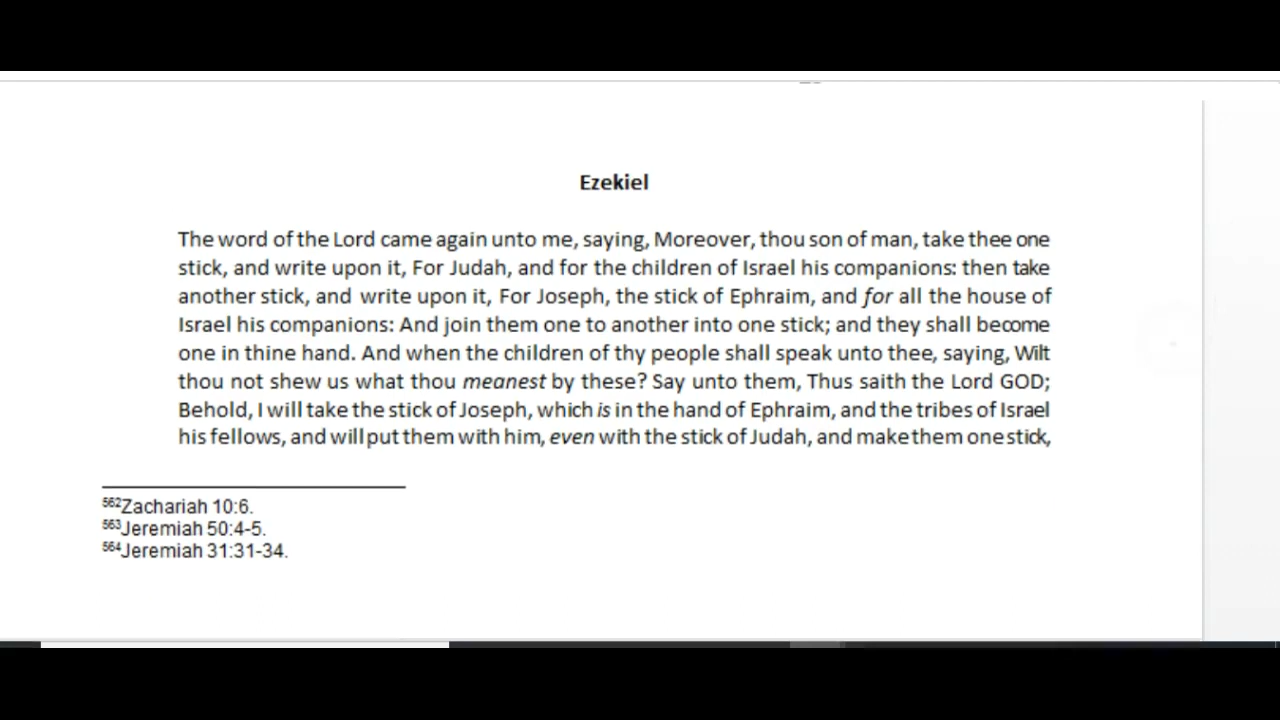 Ezekiel
The word of the Lord came again unto me, saying, Moreover, thou son of man, take thee one
stick, and write upon it, For Judah, and for the children of Israel his companions: then take
another stick, and write upon it, For Joseph, the stick of Ephraim, and for all the house of
Israel his companions: And join them one to another into one stick; and they shall become
one in thine hand. And when the children of thy people shall speak unto thee, saying, Wilt
thou not shew us what thou meanest by these? Say unto them, Thus saith the Lord GOD;
Behold, I will take the stick of Joseph, which is in the hand of Ephraim, and the tribes of Israel
his fellows, and will put them with him, even with the stick of Judah, and make them one stick,
562Zachariah 10:6.
563Jeremiah 50:4-5.
564Jeremiah 31:31-34.